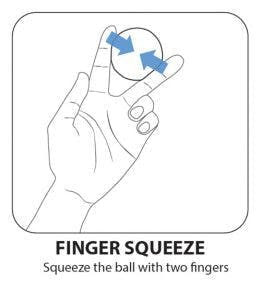 FINGER SQUEEZE
Squeeze the ball with two fingers